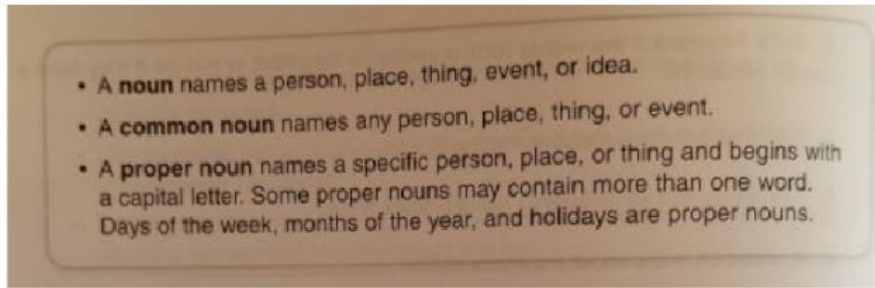 • A noun names a person, place, thing, event, or idea.
• A common noun names any person, place, thing, or event.
• A proper noun names a specific person, place, or thing and begins with
a capital letter. Some proper nouns may contain more than one word.
Days of the week, months of the year, and holidays are proper nouns.